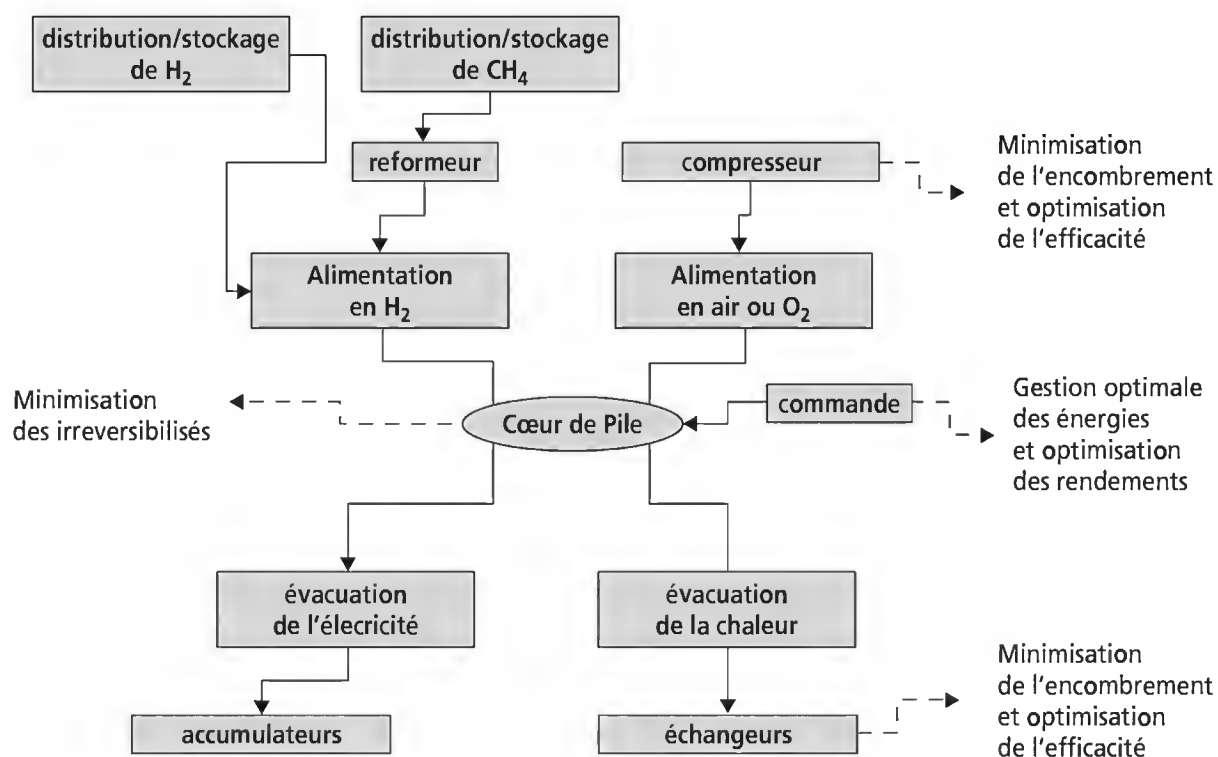 distribution/stockage
de H₂
distribution/stockage
de CH₄
reformeur
compresseur
Minimisation
de l'encombrement
et optimisation
de l'efficacité
Alimentation
en H₂
Alimentation
en air ou O₂
Minimisation
des irreversibilisés
Cœur de Pile
commande
Gestion optimale
des énergies
et optimisation
des rendements
évacuation
de l'élecricité
évacuation
de la chaleur
Minimisation
de l'encombrement
et optimisation
de l'efficacité
accumulateurs
échangeurs